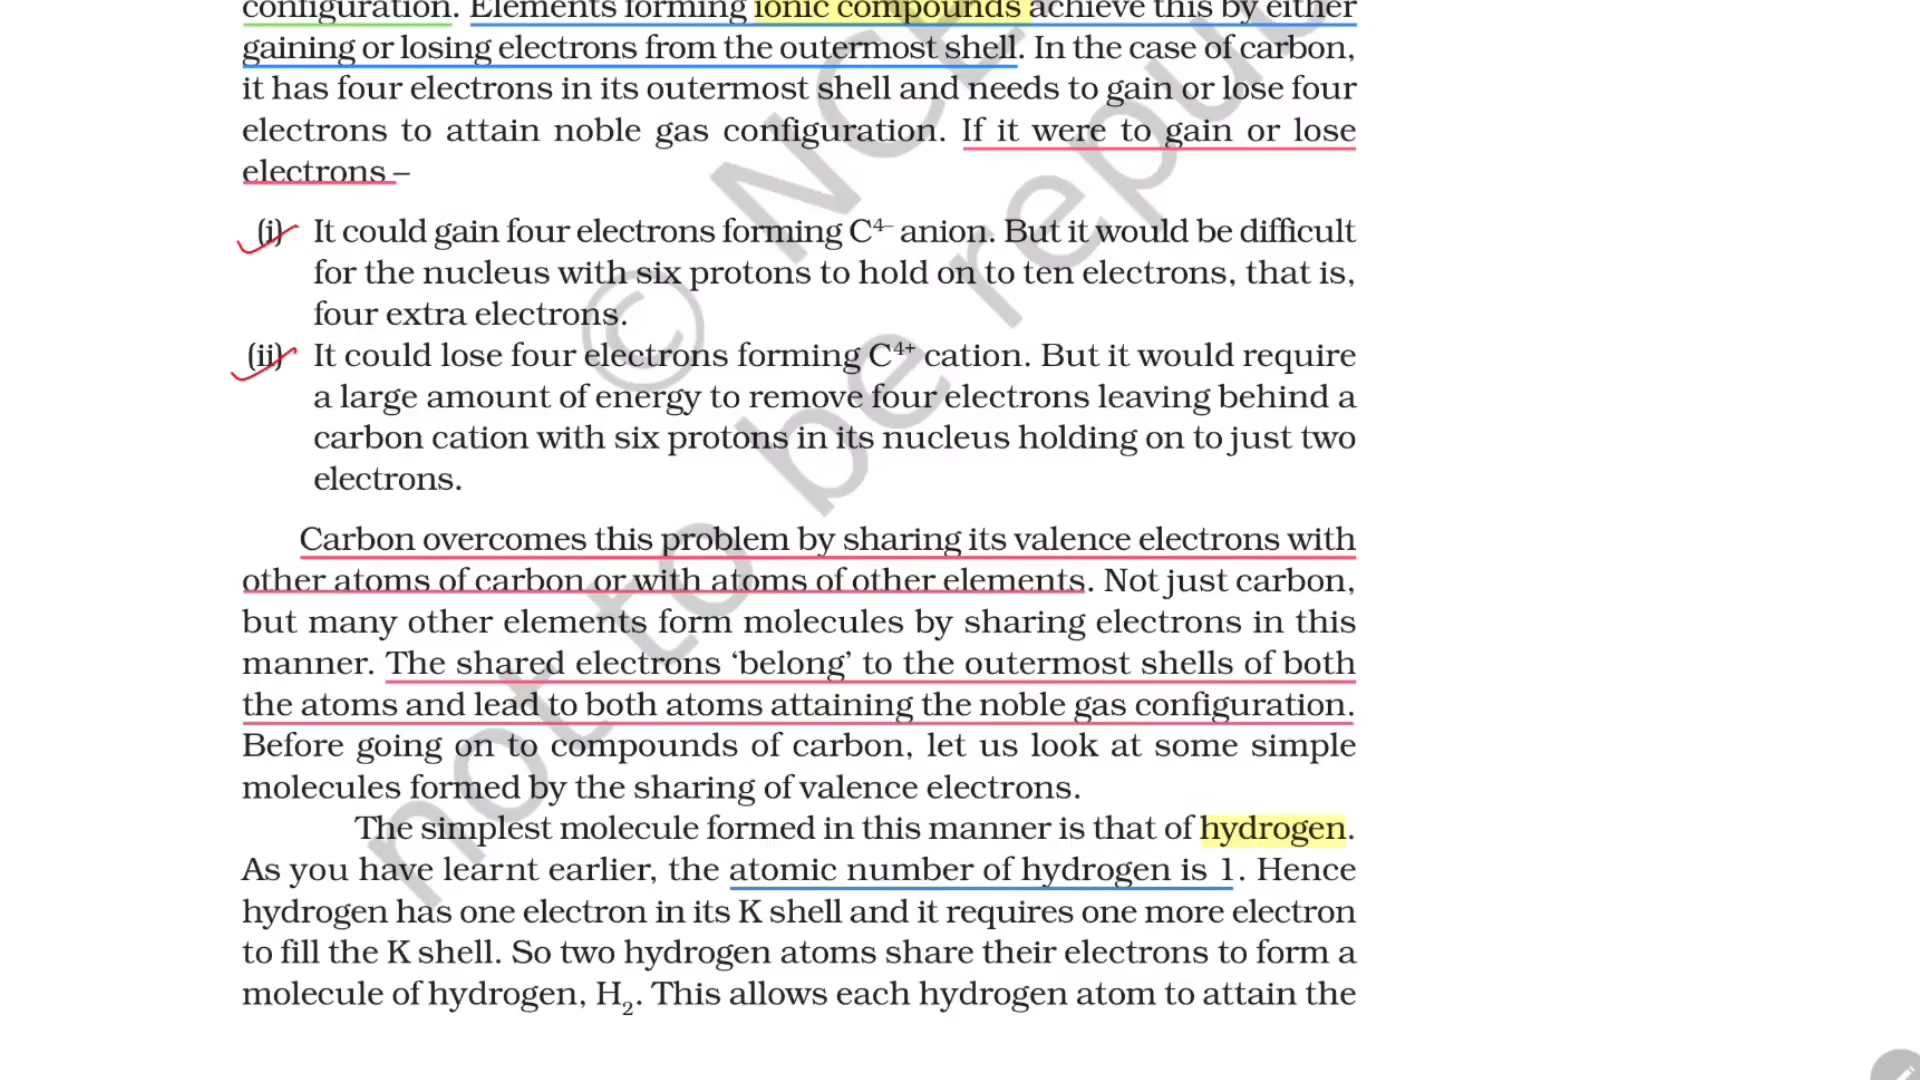 configuration. Elements forming ionic compounds achieve this by either
gaining or losing electrons from the outermost shell. In the case of carbon,
it has four electrons in its outermost shell and needs to gain or lose four
electrons to attain noble gas configuration. If it were to gain or lose
electrons –
(i) It could gain four electrons forming C⁴⁻ anion. But it would be difficult
for the nucleus with six protons to hold on to ten electrons, that is,
four extra electrons.
(ii) It could lose four electrons forming C⁴⁺ cation. But it would require
a large amount of energy to remove four electrons leaving behind a
carbon cation with six protons in its nucleus holding on to just two
electrons.
Carbon overcomes this problem by sharing its valence electrons with
other atoms of carbon or with atoms of other elements. Not just carbon,
but many other elements form molecules by sharing electrons in this
manner. The shared electrons ‘belong’ to the outermost shells of both
the atoms and lead to both atoms attaining the noble gas configuration.
Before going on to compounds of carbon, let us look at some simple
molecules formed by the sharing of valence electrons.
The simplest molecule formed in this manner is that of hydrogen.
As you have learnt earlier, the atomic number of hydrogen is 1. Hence
hydrogen has one electron in its K shell and it requires one more electron
to fill the K shell. So two hydrogen atoms share their electrons to form a
molecule of hydrogen, H₂. This allows each hydrogen atom to attain the
© NCE
not to be repu